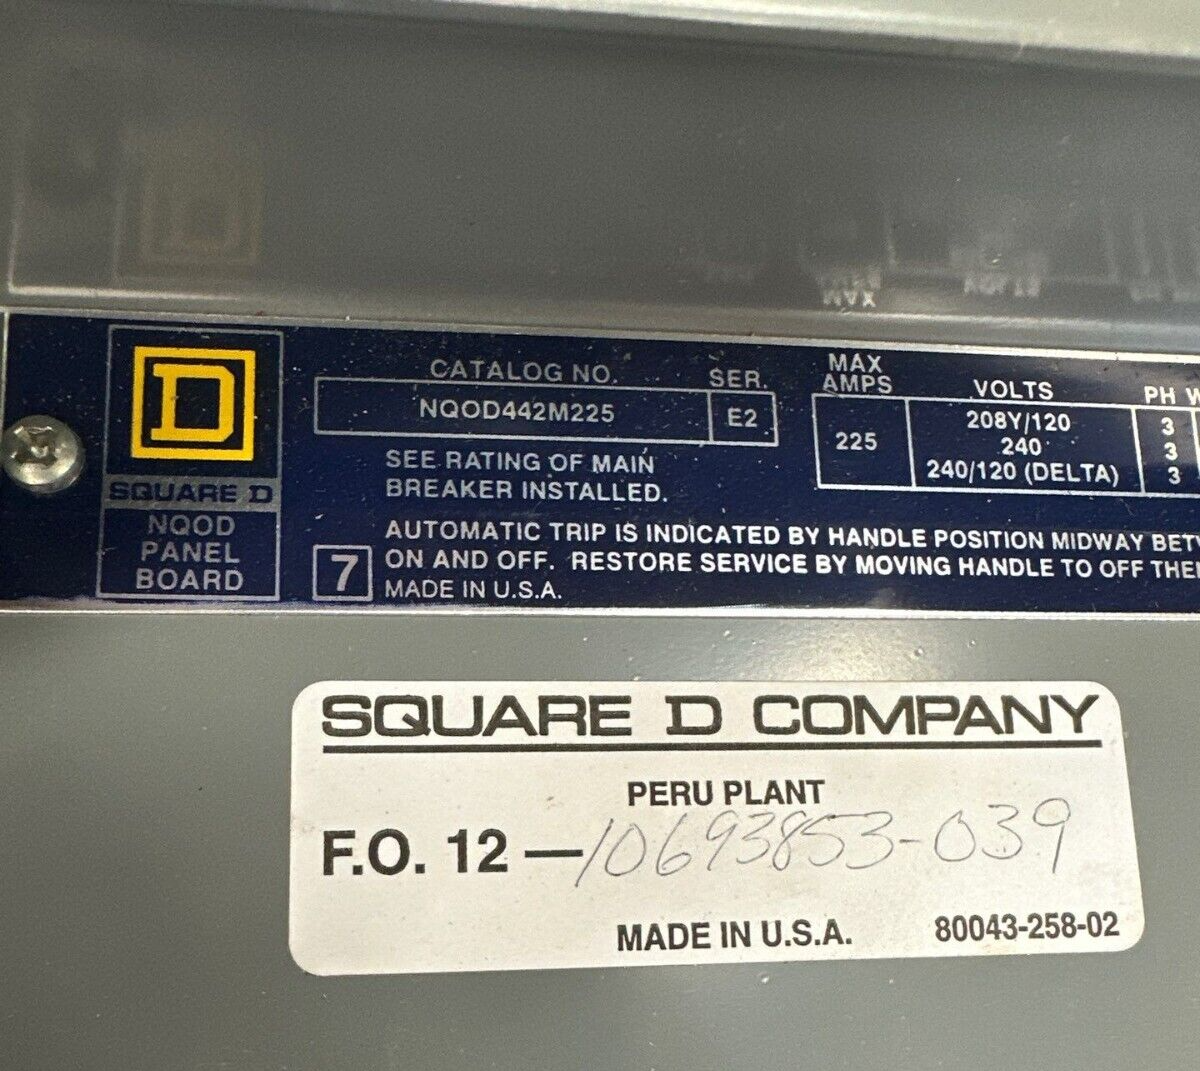 D
SQUARE D
NQOD
PANEL
BOARD
CATALOG NO. SER.
NQOD442M225 E2
SEE RATING OF MAIN
BREAKER INSTALLED.
MAX
AMPS VOLTS PH W
225 208Y/120 3
240 3
240/120 (DELTA) 3
AUTOMATIC TRIP IS INDICATED BY HANDLE POSITION MIDWAY BETW
7 ON AND OFF. RESTORE SERVICE BY MOVING HANDLE TO OFF THE
MADE IN U.S.A.
SQUARE D COMPANY
PERU PLANT
F.O. 12 — 10693853-039
MADE IN U.S.A. 80043-258-02